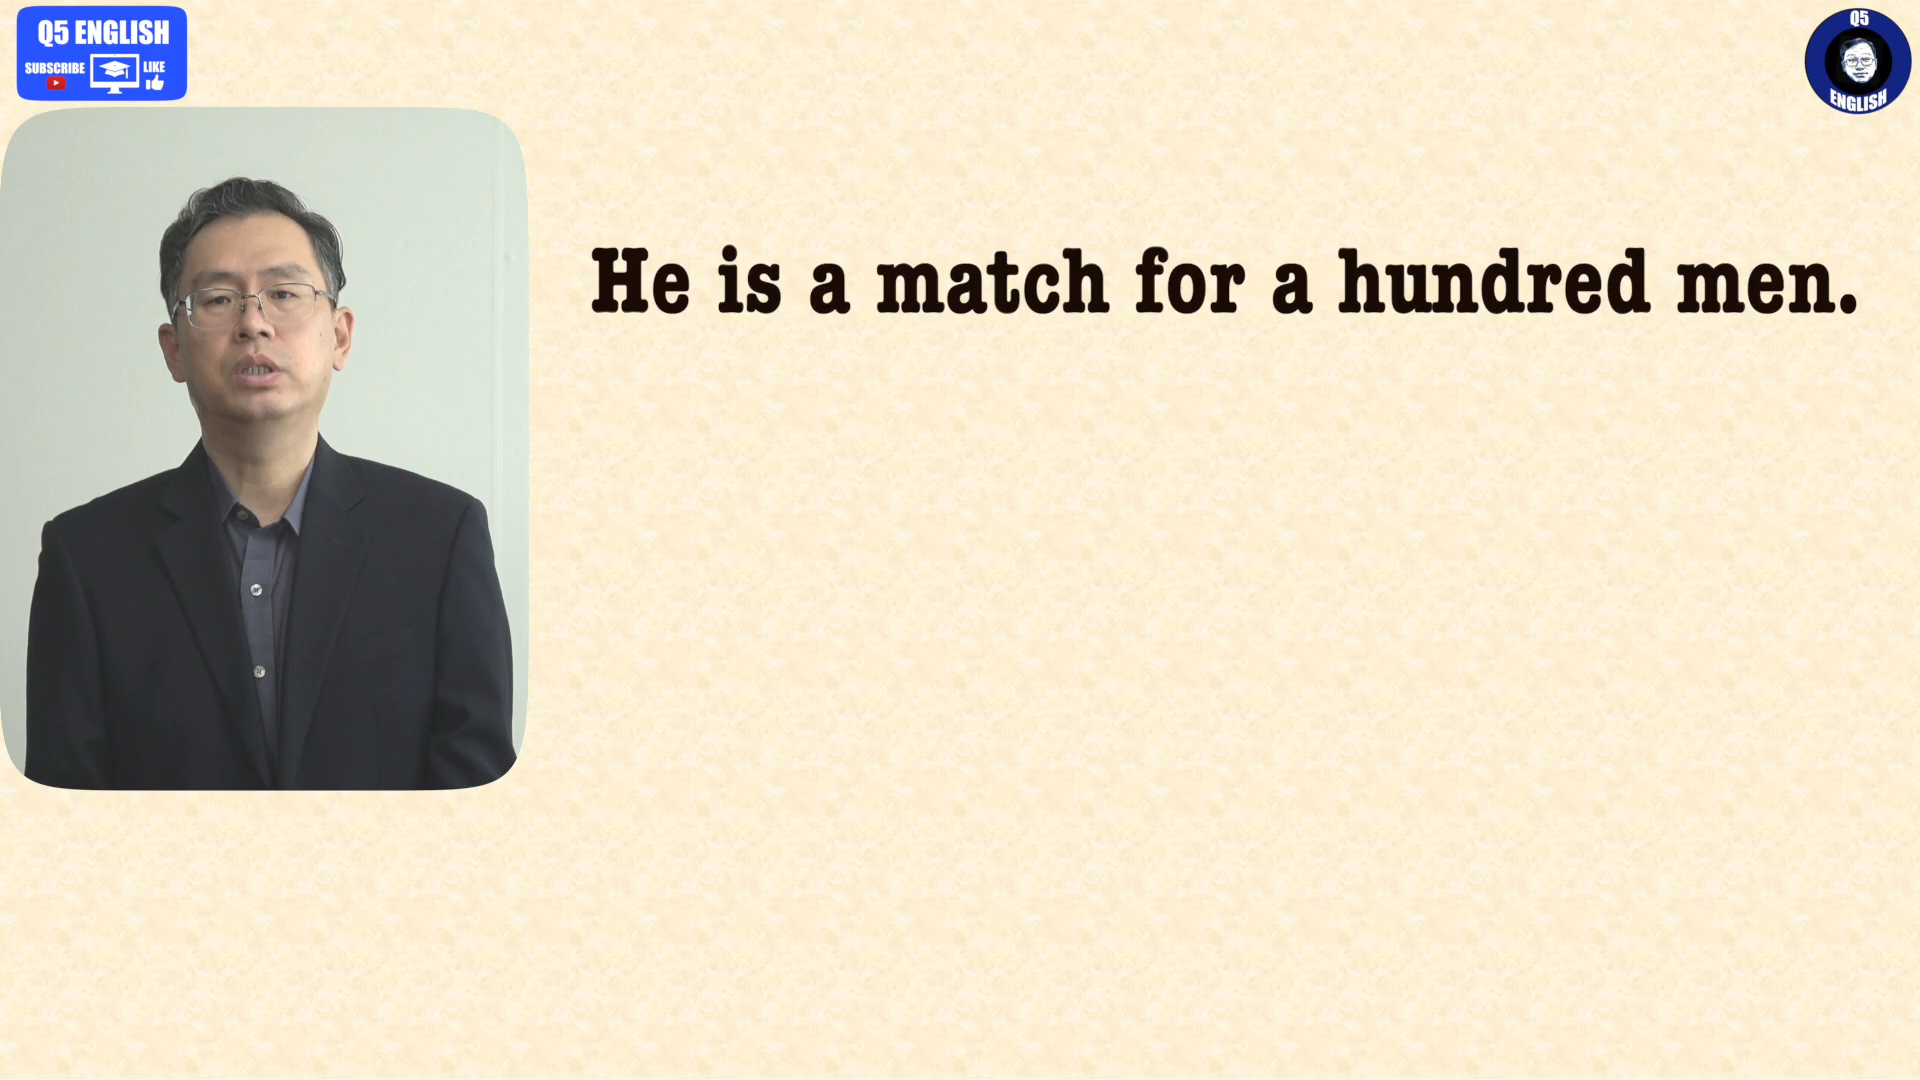 Q5 ENGLISH
SUBSCRIBE
LIKE
Q5
ENGLISH
He is a match for a hundred men.